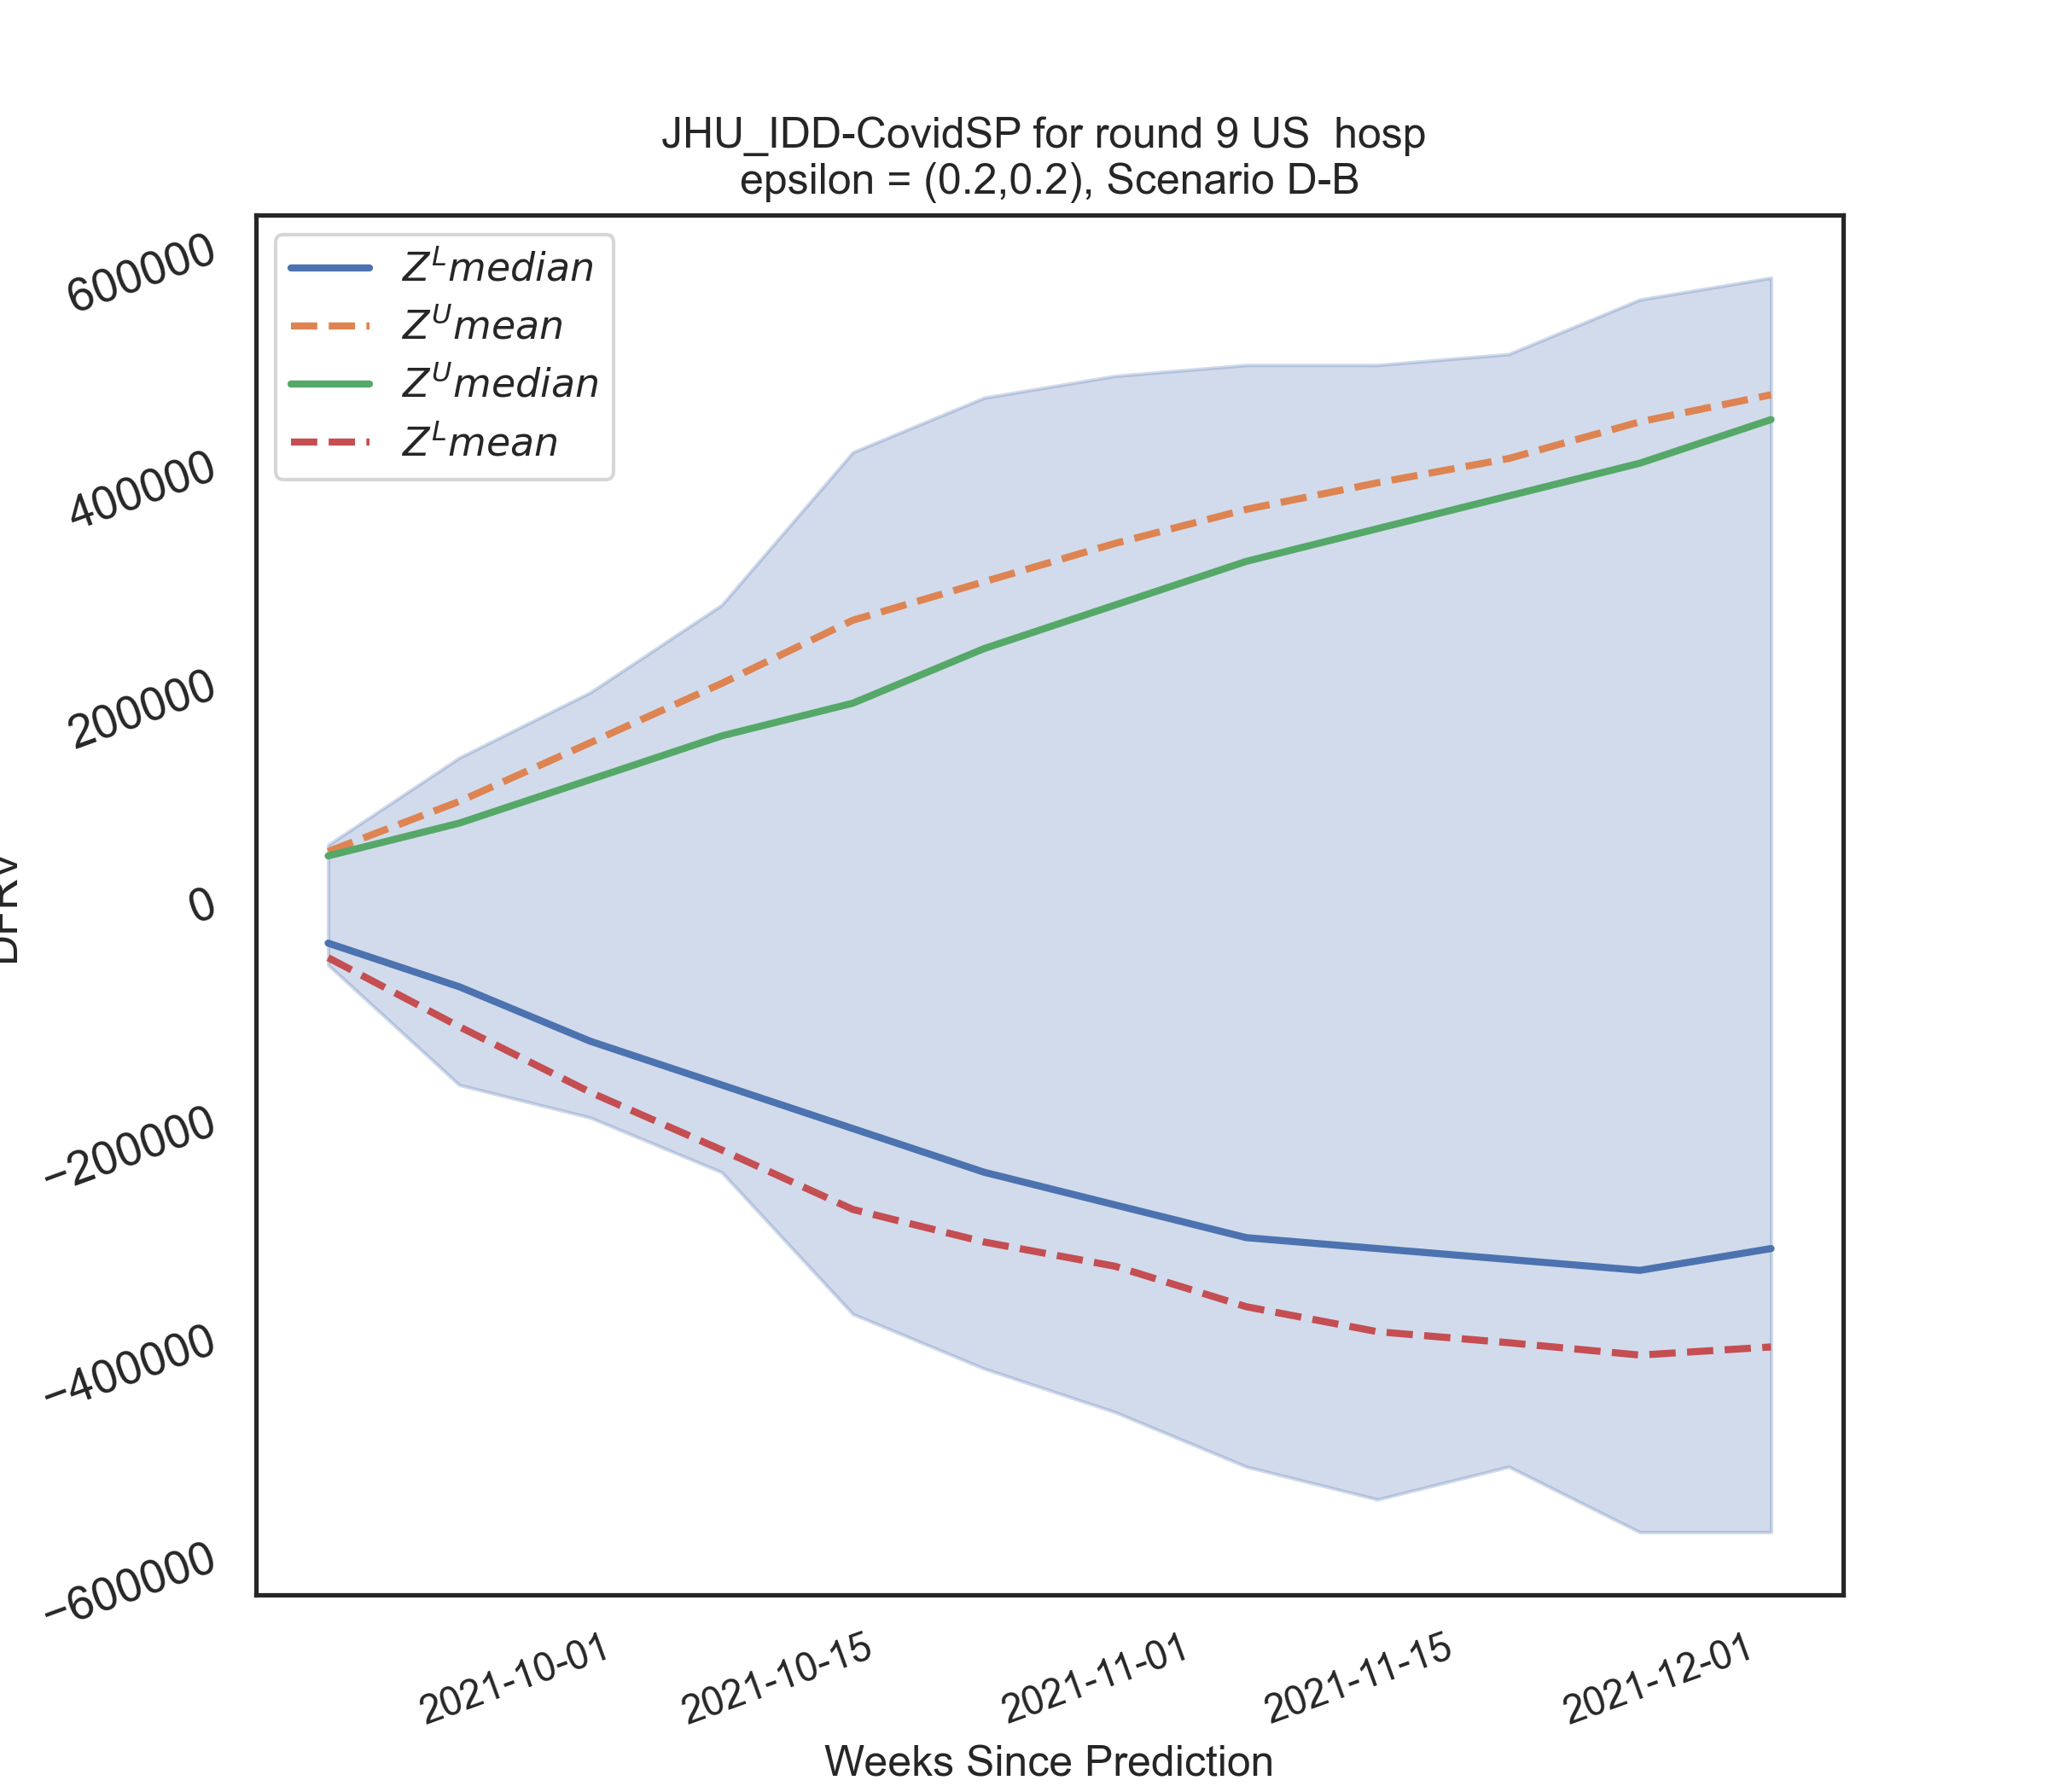 JHU_IDD-CovidSP for round 9 US  hosp
epsilon = (0.2,0.2), Scenario D-B
Z^L median
Z^U mean
Z^U median
Z^L mean
600000
400000
200000
0
−200000
−400000
−600000
2021-10-01
2021-10-15
2021-11-01
2021-11-15
2021-12-01
Weeks Since Prediction